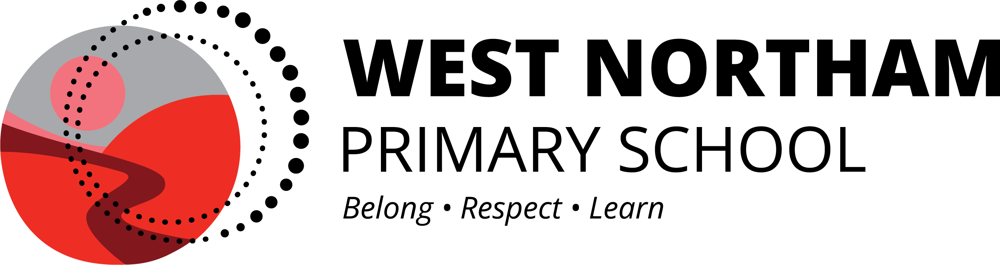 WEST NORTHAM
PRIMARY SCHOOL
Belong • Respect • Learn